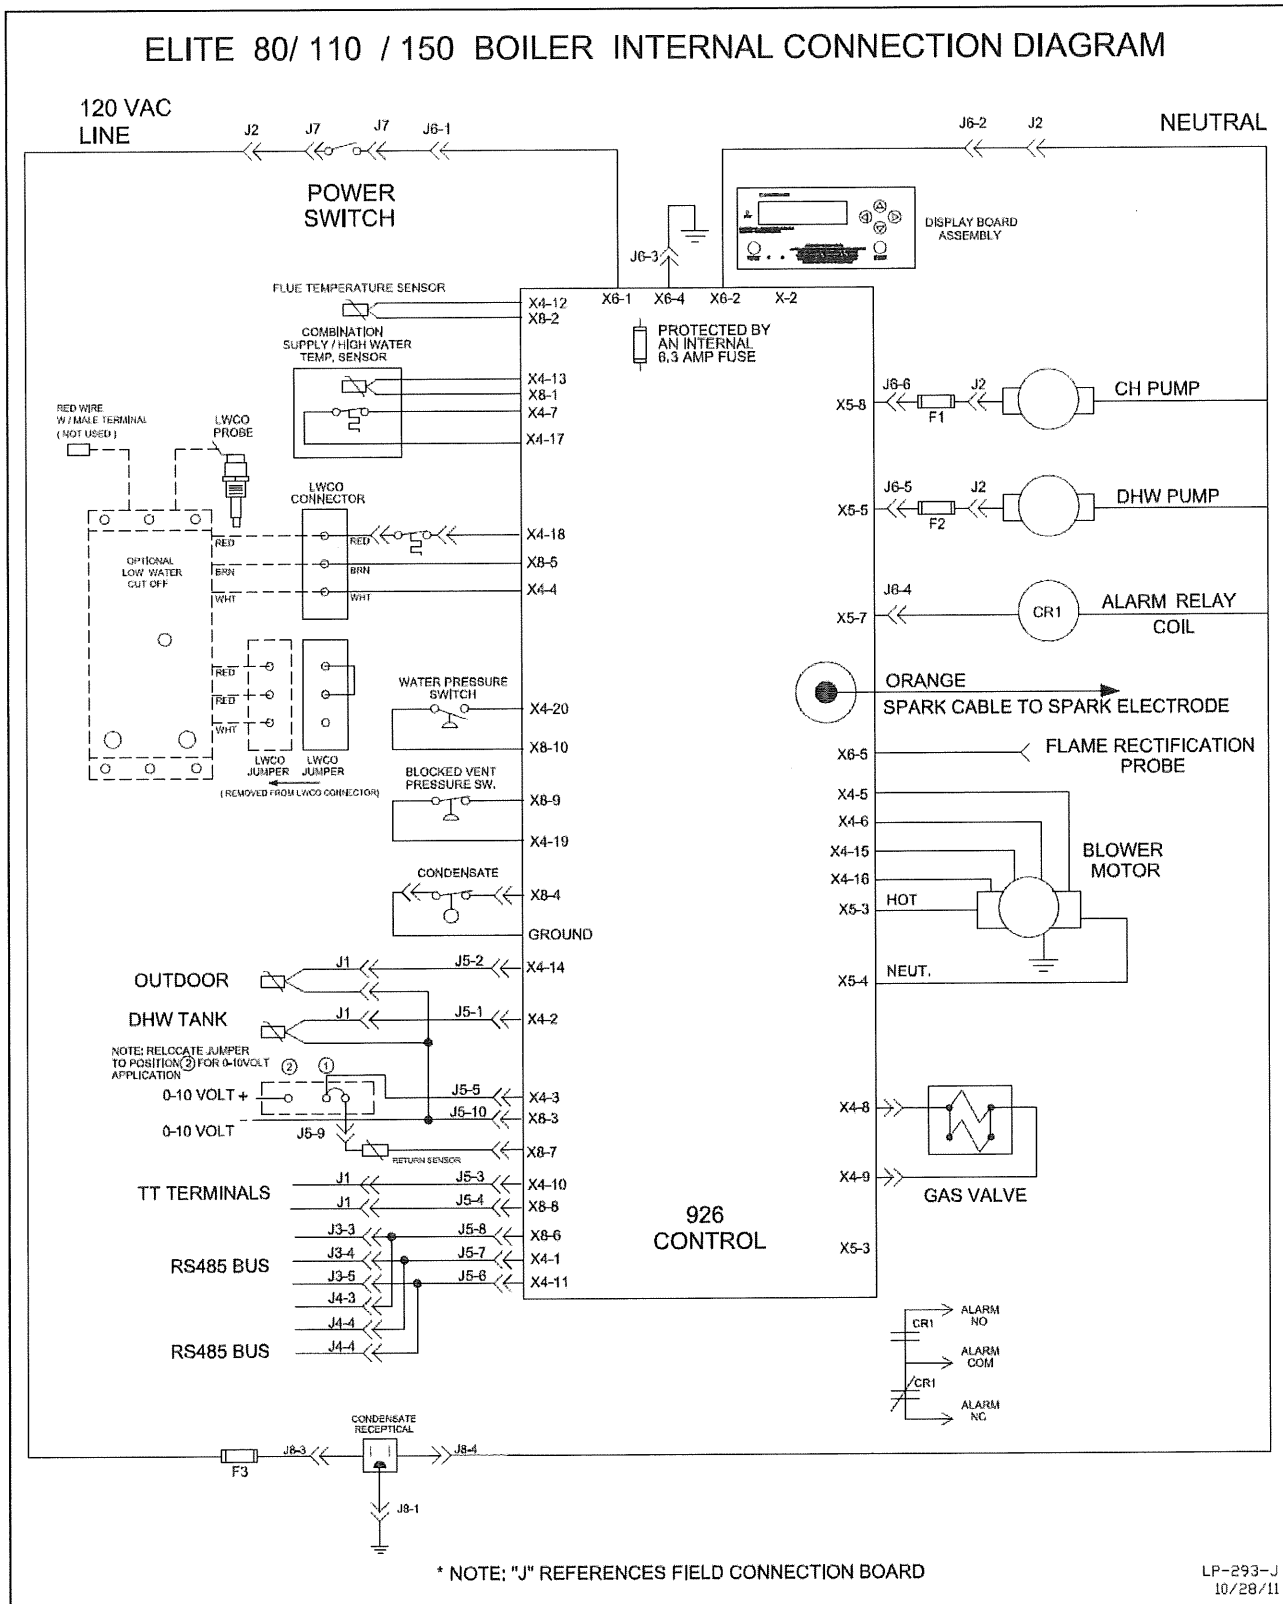 ELITE 80/ 110 / 150 BOILER INTERNAL CONNECTION DIAGRAM
120 VAC
LINE
J2
J7
J7
J6-1
J6-2
J2
NEUTRAL
POWER
SWITCH
DISPLAY BOARD
ASSEMBLY
J6-3
FLUE TEMPERATURE SENSOR
X4-12
X8-2
X6-1
X6-4
X6-2
X-2
PROTECTED BY
AN INTERNAL
6.3 AMP FUSE
COMBINATION
SUPPLY / HIGH WATER
TEMP. SENSOR
X4-13
X8-1
X4-7
X4-17
RED WIRE
W / MALE TERMINAL
( NOT USED )
LWCO
PROBE
LWCO
CONNECTOR
OPTIONAL
LOW WATER
CUT OFF
RED
RED
X4-18
BRN
BRN
X8-5
WHT
WHT
X4-4
RED
RED
WHT
LWCO
JUMPER
LWCO
JUMPER
( REMOVED FROM LWCO CONNECTOR)
WATER PRESSURE
SWITCH
X4-20
X8-10
BLOCKED VENT
PRESSURE SW.
X8-9
X4-19
CONDENSATE
X8-4
GROUND
OUTDOOR
J1
J5-2
X4-14
DHW TANK
J1
J5-1
X4-2
NOTE: RELOCATE JUMPER
TO POSITION 2 FOR 0-10VOLT
APPLICATION
2
1
0-10 VOLT +
J5-5
X4-3
0-10 VOLT -
J5-10
X8-3
J5-9
RETURN SENSOR
X8-7
TT TERMINALS
J1
J5-3
X4-10
J1
J5-4
X8-8
RS485 BUS
J3-3
J5-8
X8-6
J3-4
J5-7
X4-1
J3-5
J5-6
X4-11
J4-3
J4-4
RS485 BUS
J4-4
926
CONTROL
X5-8
J6-6
F1
J2
CH PUMP
X5-5
J6-5
F2
J2
DHW PUMP
X5-7
J6-4
CR1
ALARM RELAY
COIL
ORANGE
SPARK CABLE TO SPARK ELECTRODE
X6-5
FLAME RECTIFICATION
PROBE
X4-5
X4-6
X4-15
X4-16
X5-3
HOT
BLOWER
MOTOR
X5-4
NEUT.
X4-8
X4-9
GAS VALVE
X5-3
CR1
ALARM
NO
ALARM
COM
CR1
ALARM
NC
CONDENSATE
RECEPTICAL
F3
J8-3
J8-4
J8-1
* NOTE: "J" REFERENCES FIELD CONNECTION BOARD
LP-293-J
10/28/11